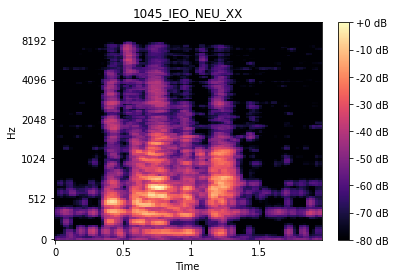 1045_IEO_NEU_XX
8192
4096
2048
1024
512
0
Hz
0
0.5
1
1.5
Time
+0 dB
-10 dB
-20 dB
-30 dB
-40 dB
-50 dB
-60 dB
-70 dB
-80 dB